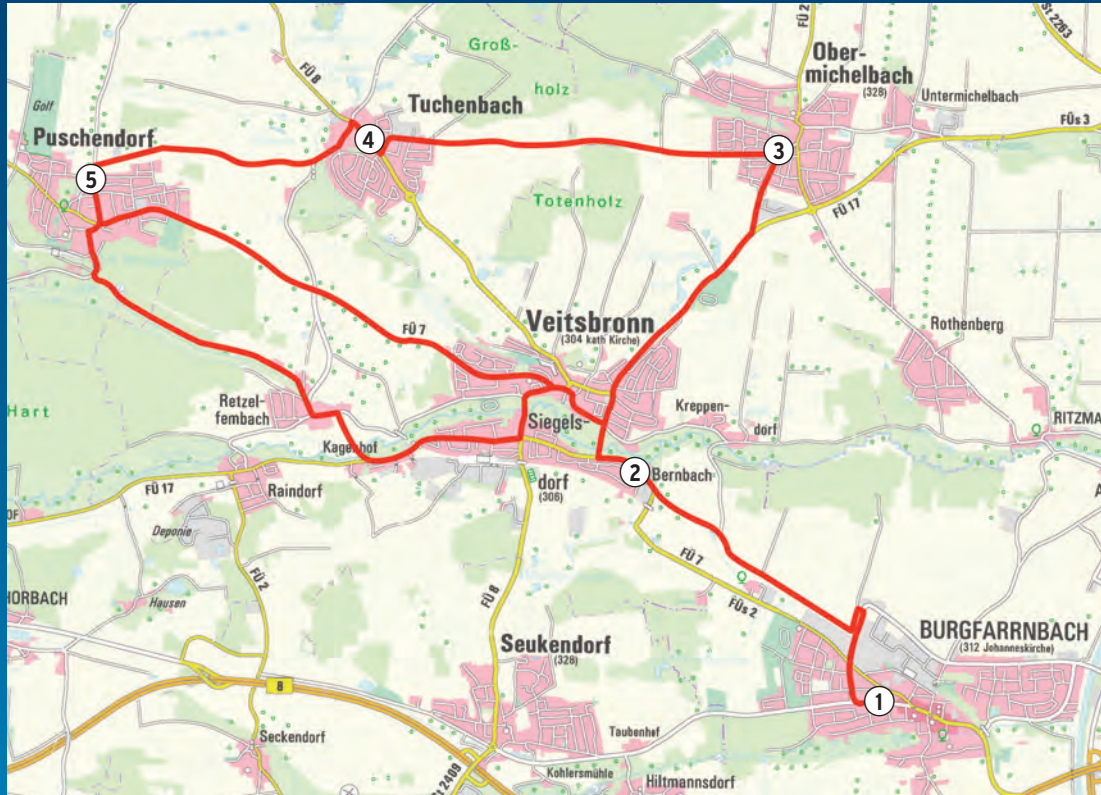 St 2263
FÜ 2
Groß-
Ober-
michelbach
(328)
FÜ 8
holz
Untermichelbach
Tuchenbach
Golf
FÜs 3
Puschendorf
4
3
5
Totenholz
FÜ 17
Veitsbronn
(304 kath Kirche)
FÜ 7
Rothenberg
Hart
Retzel-
fembach
Siegels-
Kreppen-
dorf
RITZMA
Kagenhof
2
Bernbach
FÜ 17
Raindorf
dorf
(306)
OF
Deponie
FÜ 7
FÜ 2
FÜ 8
HORBACH
Hausen
FÜs 2
Seukendorf
(326)
BURGFARRNBACH
(312 Johanneskirche)
8
1
Seckendorf
Taubenhof
St 2409
Kohlersmühle
Hiltmannsdorf